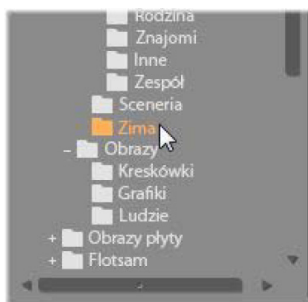 Rodzina
Znajomi
Inne
Zespół
Sceneria
Zima
- Obrazy
Kreskówki
Grafiki
Ludzie
+ Obrazy płyty
+ Flotsam